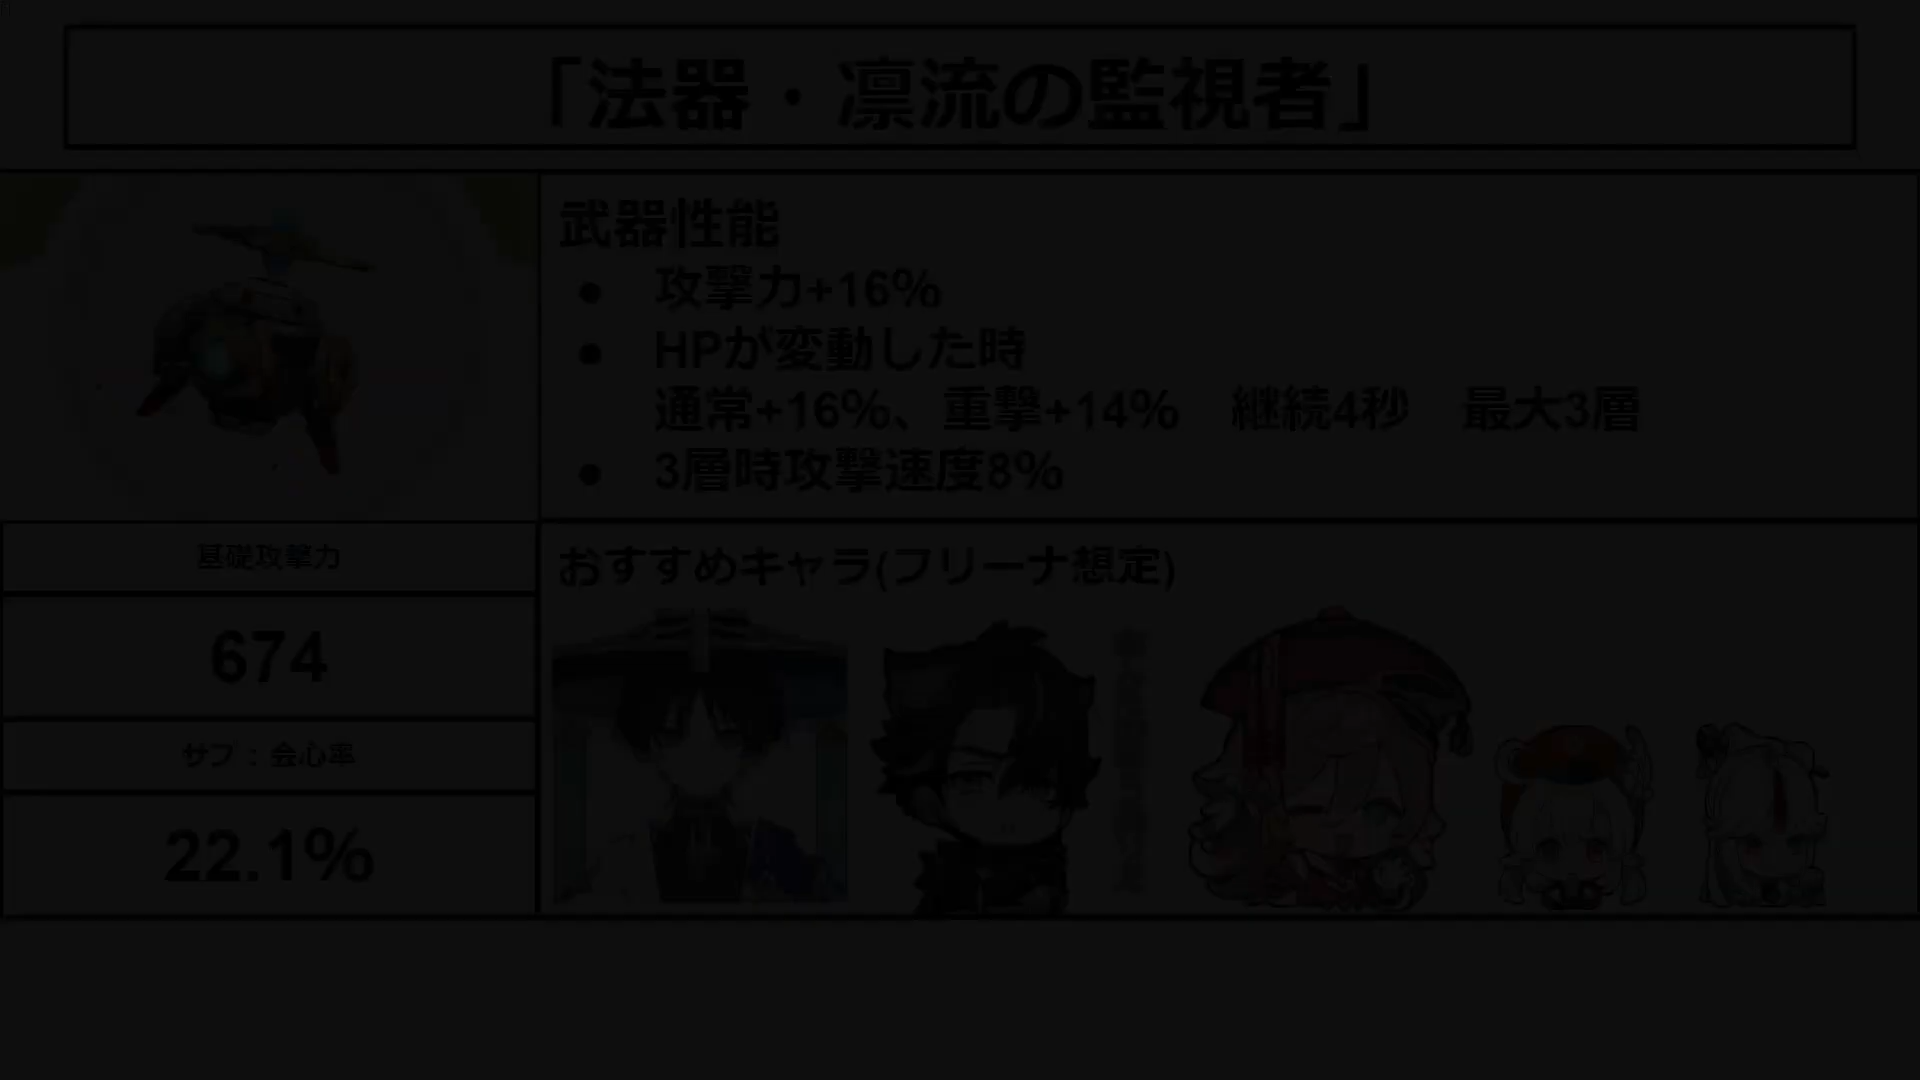 「法器・凛流の監視者」
武器性能
● 攻撃力+16%
● HPが変動した時
通常+16%、重撃+14%　継続4秒　最大3層
● 3層時攻撃速度8%
基礎攻撃力
674
サブ：会心率
22.1%
おすすめキャラ(フリーナ想定)